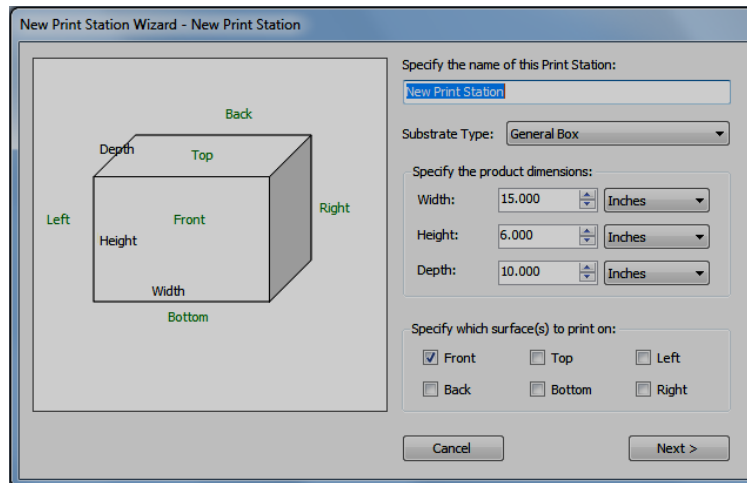 New Print Station Wizard - New Print Station
Back
Depth
Top
Left
Front
Right
Height
Width
Bottom
Specify the name of this Print Station:
New Print Station
Substrate Type: General Box
Specify the product dimensions:
Width: 15.000 Inches
Height: 6.000 Inches
Depth: 10.000 Inches
Specify which surface(s) to print on:
Front Top Left
Back Bottom Right
Cancel Next >